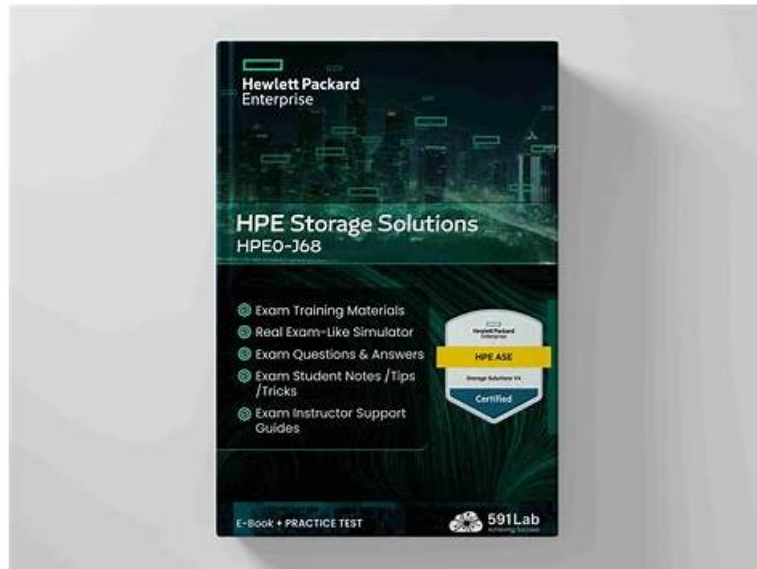 Hewlett Packard
Enterprise
HPE Storage Solutions
HPE0-J68
Exam Training Materials
Real Exam-Like Simulator
Exam Questions & Answers
Exam Student Notes /Tips
/Tricks
Exam Instructor Support
Guides
Hewlett Packard
Enterprise
HPE ASE
Storage Solutions V4
Certified
E-Book + PRACTICE TEST
591Lab
Achieving Success